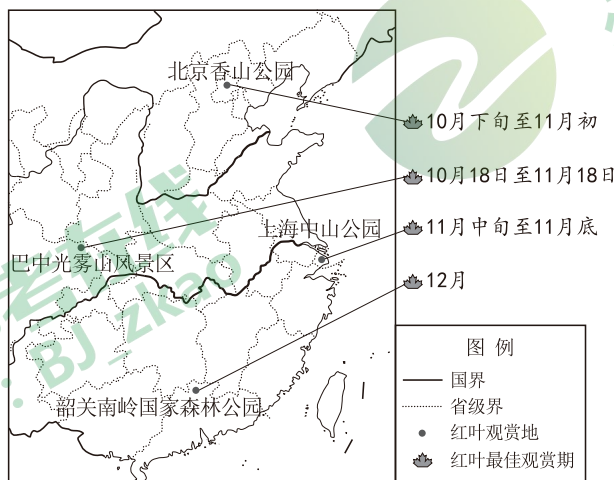 北京香山公园
10月下旬至11月初
10月18日至11月18日
上海中山公园
11月中旬至11月底
巴中光雾山风景区
12月
韶关南岭国家森林公园
图 例
国界
省级界
红叶观赏地
红叶最佳观赏期
考在线
: BJ_zkao